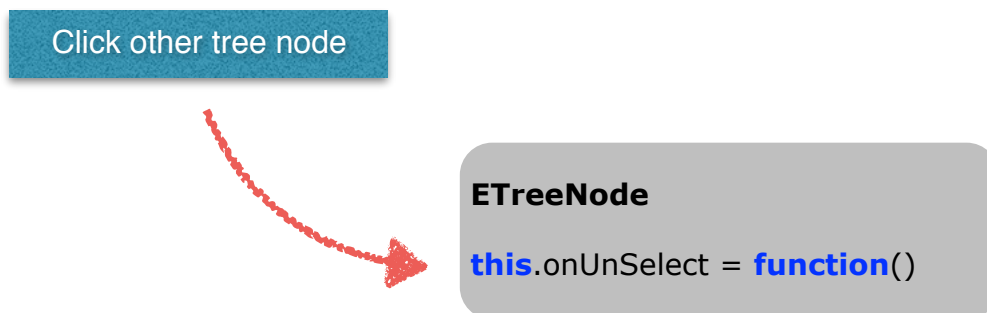 Click other tree node
ETreeNode
this.onUnSelect = function()